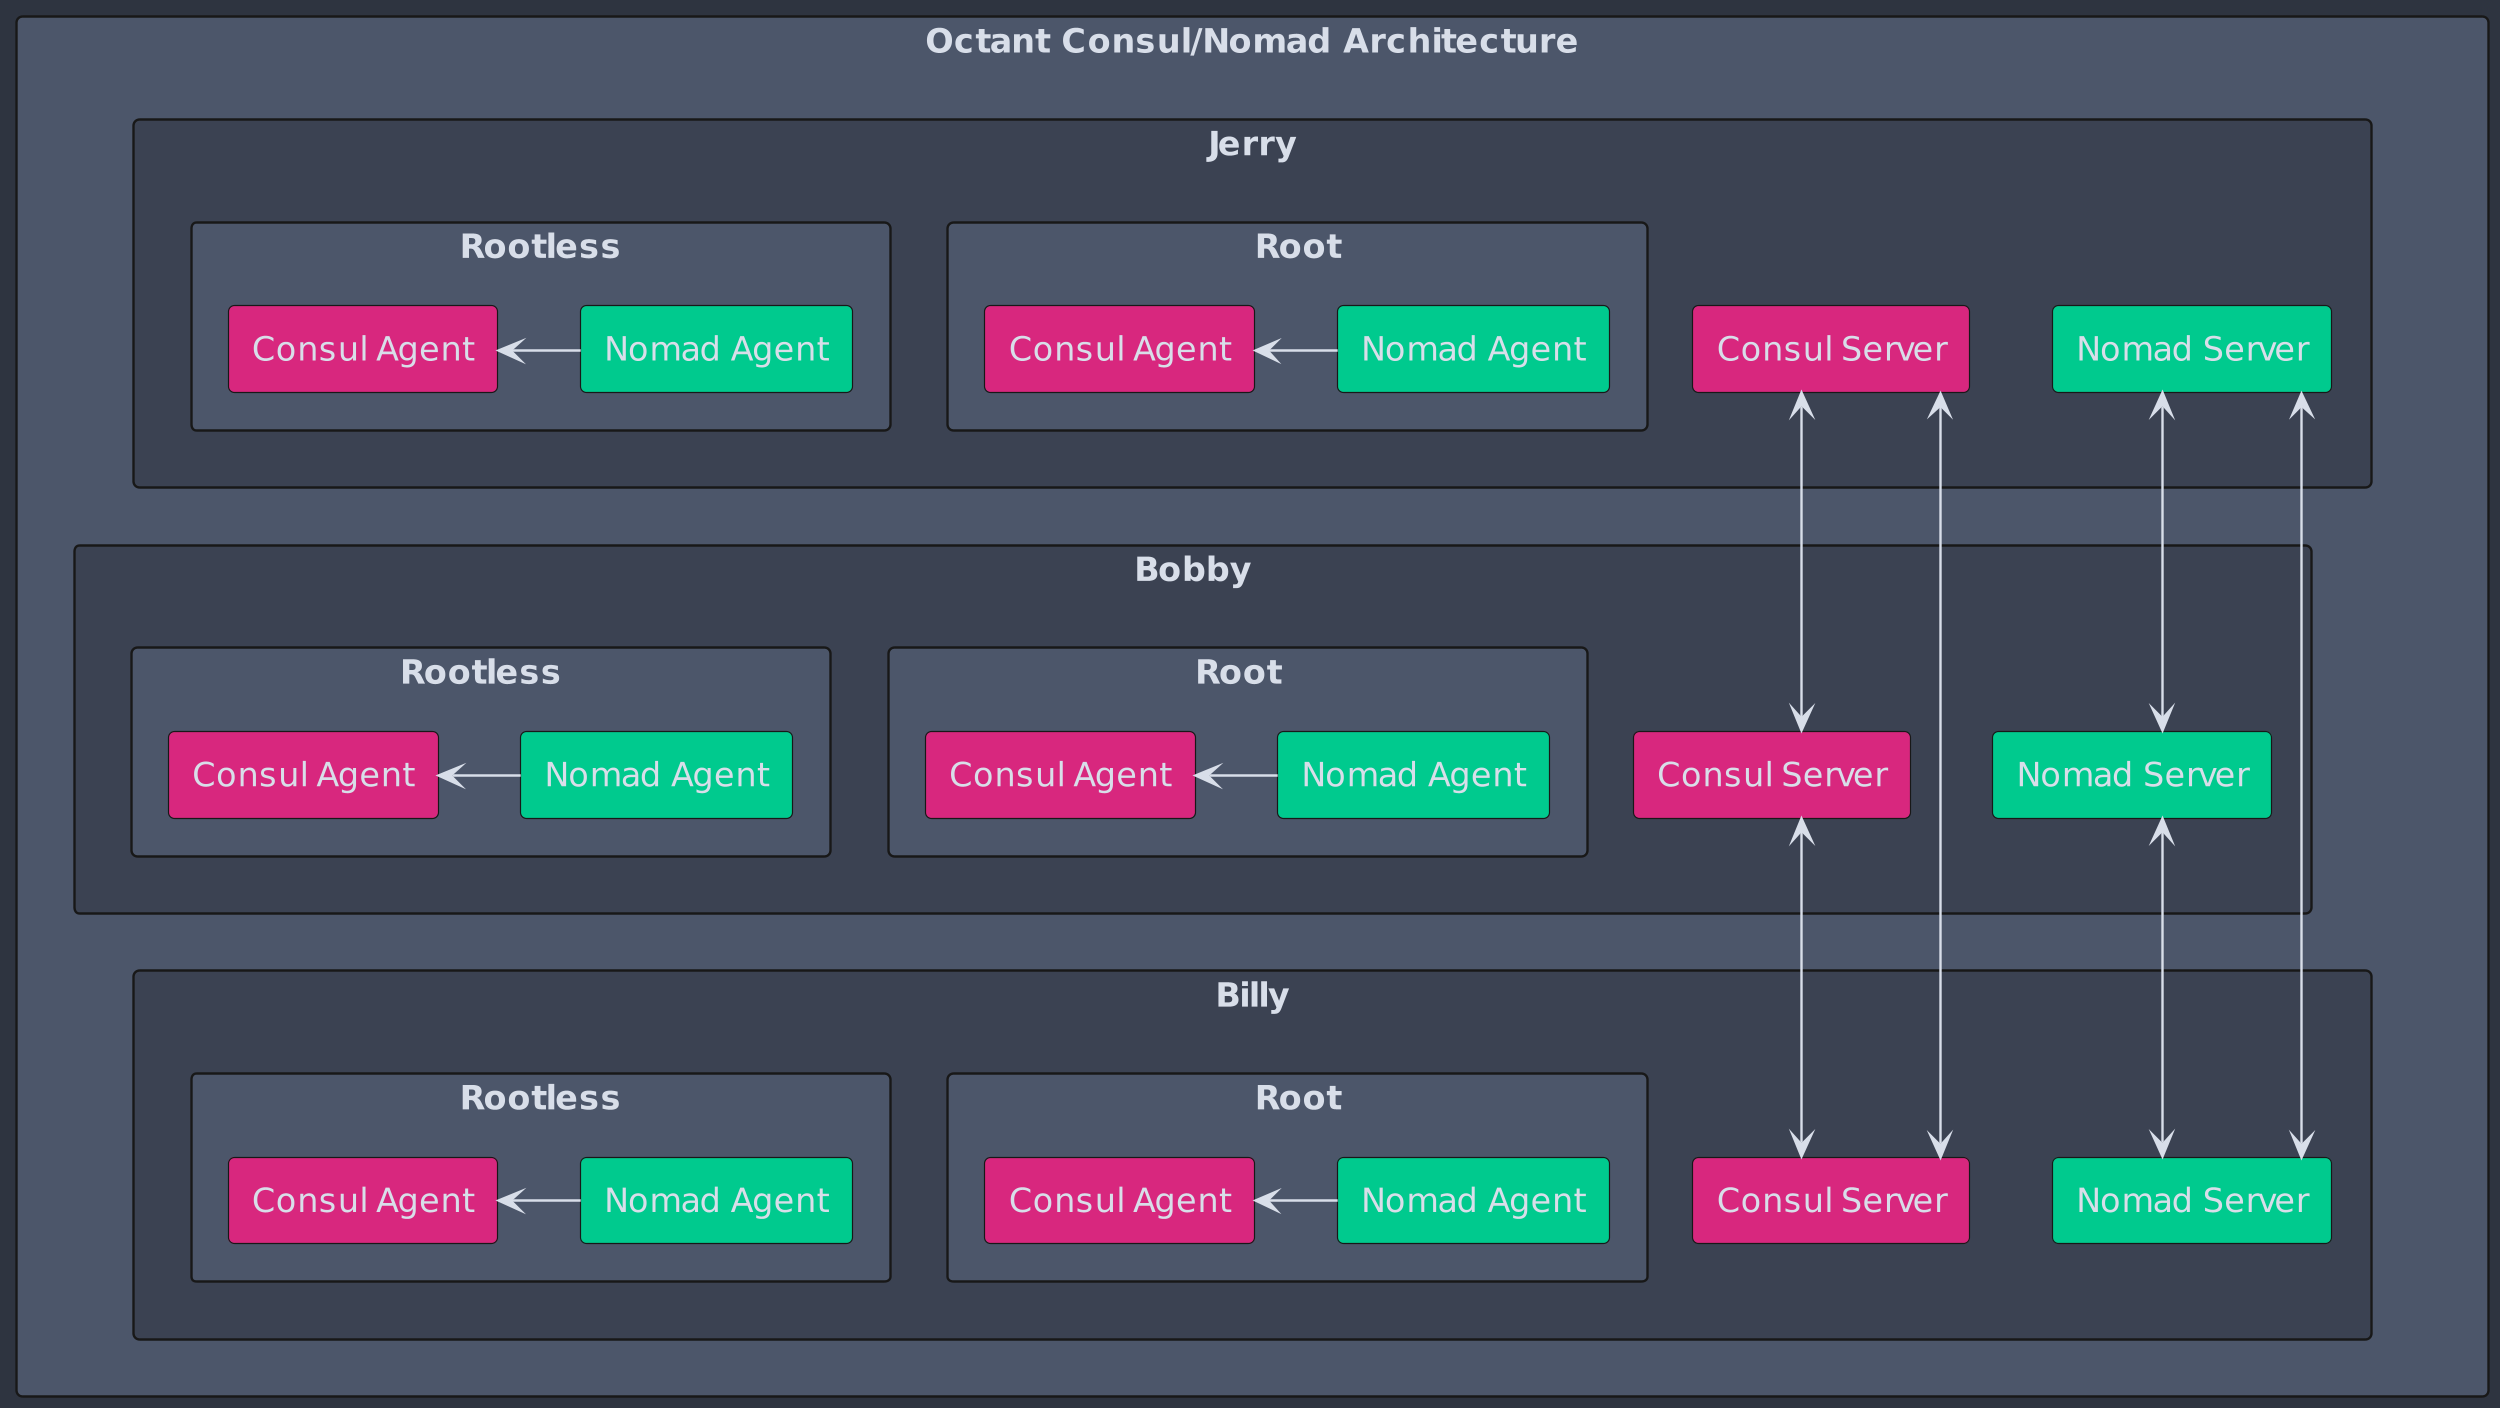 Octant Consul/Nomad Architecture
Jerry
Rootless
Root
Consul Agent
Nomad Agent
Consul Agent
Nomad Agent
Consul Server
Nomad Server
Bobby
Rootless
Root
Consul Agent
Nomad Agent
Consul Agent
Nomad Agent
Consul Server
Nomad Server
Billy
Rootless
Root
Consul Agent
Nomad Agent
Consul Agent
Nomad Agent
Consul Server
Nomad Server